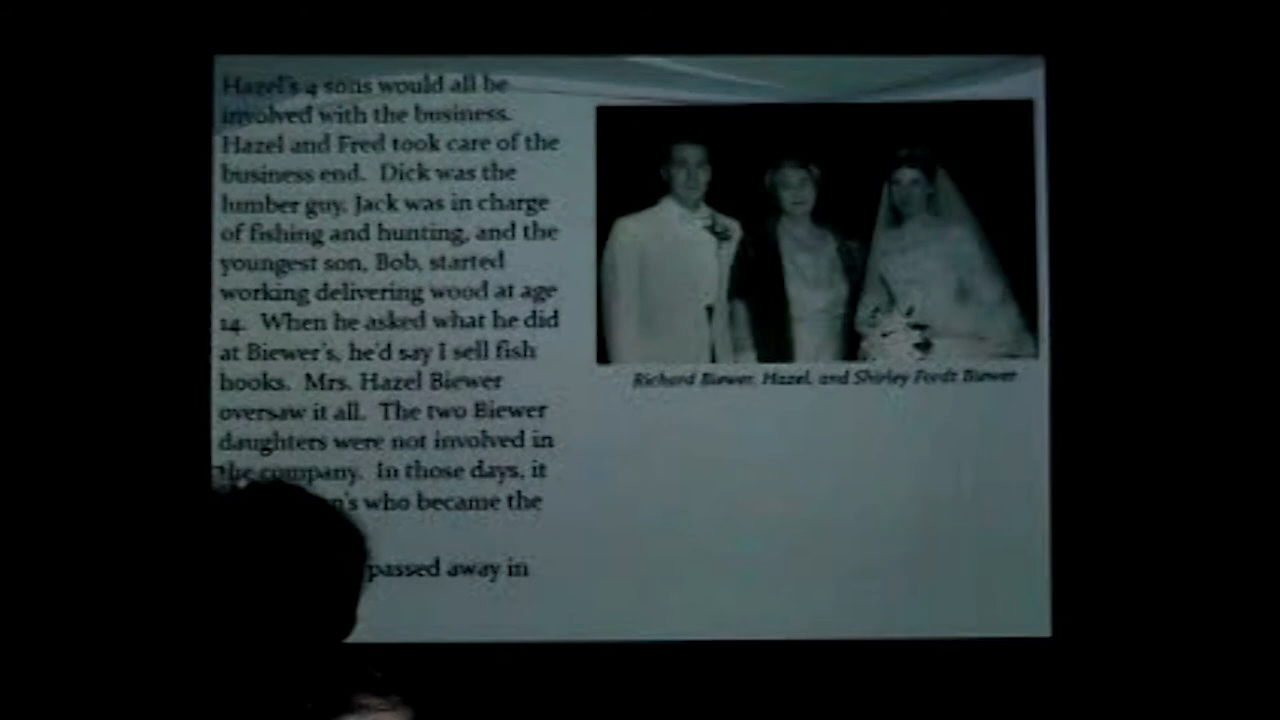 Hazel's 4 sons would all be
involved with the business.
Hazel and Fred took care of the
business end. Dick was the
lumber guy. Jack was in charge
of fishing and hunting, and the
youngest son, Bob, started
working delivering wood at age
14. When he asked what he did
at Biewer's, he'd say I sell fish
hooks. Mrs. Hazel Biewer
oversaw it all. The two Biewer
daughters were not involved in
the company. In those days, it
who became the
passed away in
Richard Biewer, Hazel, and Shirley Fordt Biewer